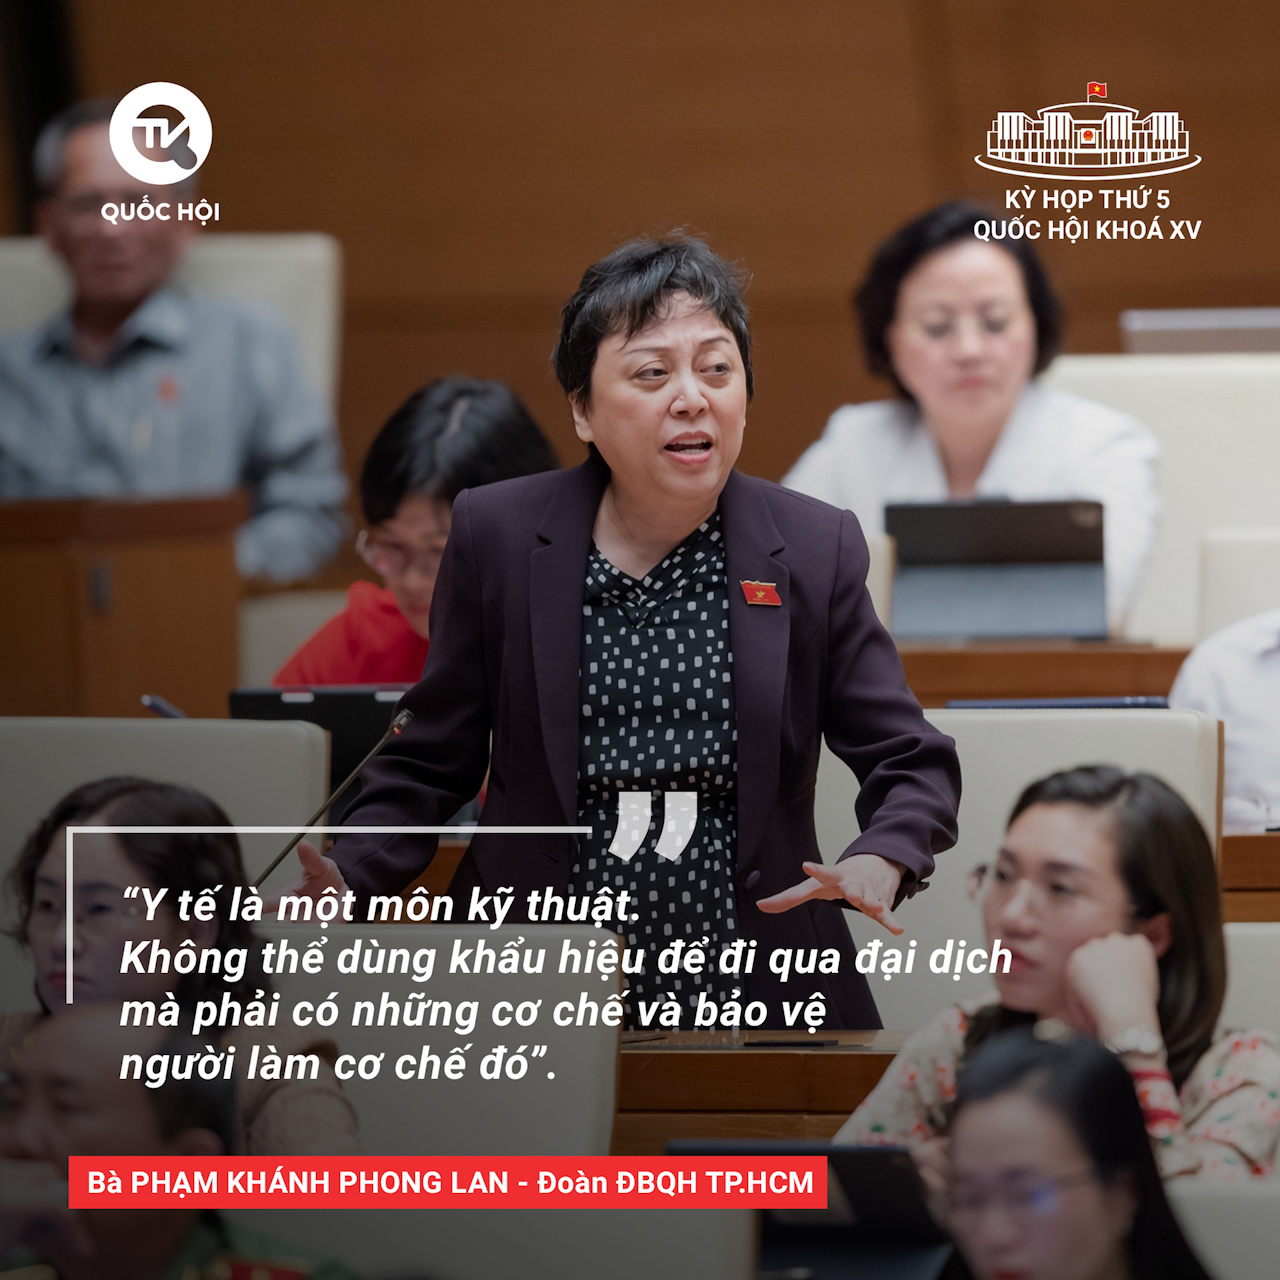 TV
QUỐC HỘI
KỲ HỌP THỨ 5
QUỐC HỘI KHOÁ XV
“Y tế là một môn kỹ thuật.
Không thể dùng khẩu hiệu để đi qua đại dịch
mà phải có những cơ chế và bảo vệ
người làm cơ chế đó”.
Bà PHẠM KHÁNH PHONG LAN - Đoàn ĐBQH TP.HCM